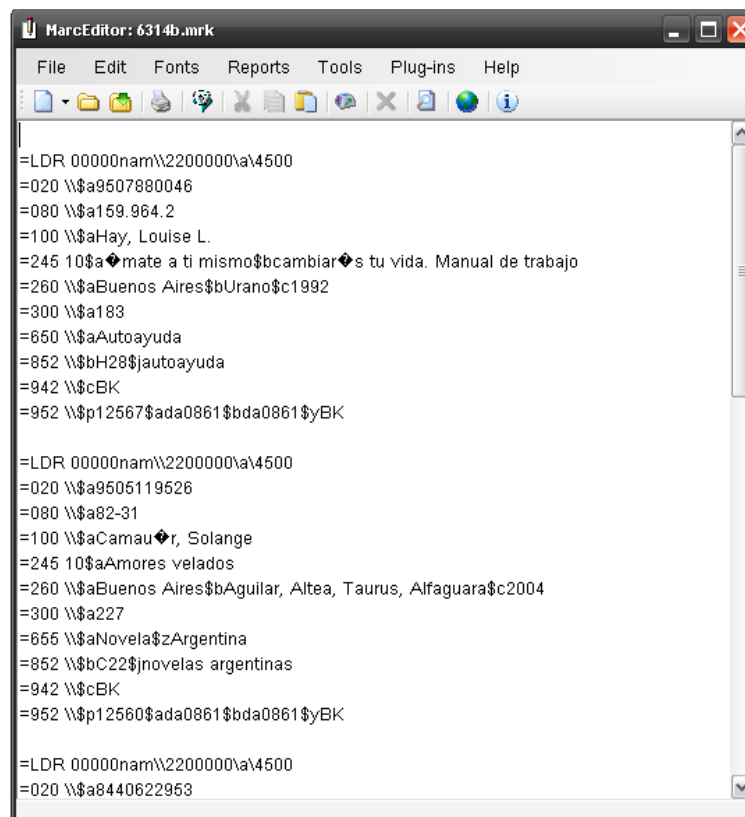 MarcEditor: 6314b.mrk
File Edit Fonts Reports Tools Plug-ins Help
=LDR 00000nam\\2200000\a\4500
=020 \\$a9507880046
=080 \\$a159.964.2
=100 \\$aHay, Louise L.
=245 10$a�mate a ti mismo$bcambiar�s tu vida. Manual de trabajo
=260 \\$aBuenos Aires$bUrano$c1992
=300 \\$a183
=650 \\$aAutoayuda
=852 \\$bH28$jautoayuda
=942 \\$cBK
=952 \\$p12567$ada0861$bda0861$yBK
=LDR 00000nam\\2200000\a\4500
=020 \\$a9505119526
=080 \\$a82-31
=100 \\$aCamau�r, Solange
=245 10$aAmores velados
=260 \\$aBuenos Aires$bAguilar, Altea, Taurus, Alfaguara$c2004
=300 \\$a227
=655 \\$aNovela$zArgentina
=852 \\$bC22$jnovelas argentinas
=942 \\$cBK
=952 \\$p12560$ada0861$bda0861$yBK
=LDR 00000nam\\2200000\a\4500
=020 \\$a8440622953